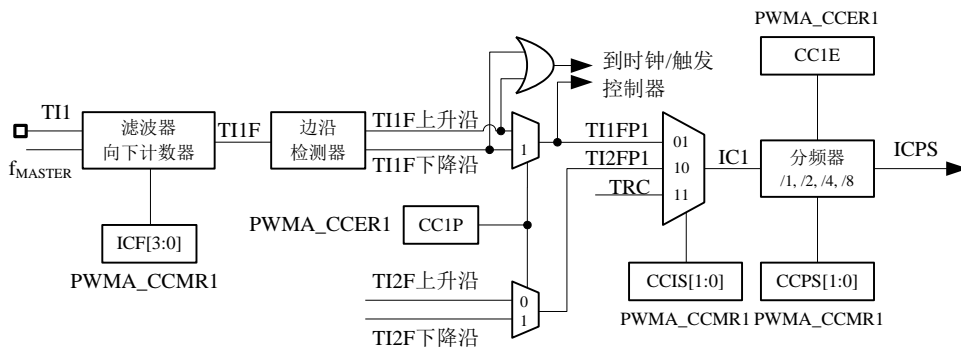 PWMA_CCER1
CC1E
到时钟/触发
控制器
TI1
滤波器
向下计数器
TI1F
边沿
检测器
TI1F上升沿
TI1F下降沿
1
TI1FP1
TI2FP1
TRC
01
10
11
IC1
分频器
/1, /2, /4, /8
ICPS
fMASTER
PWMA_CCER1
CC1P
ICF[3:0]
PWMA_CCMR1
TI2F上升沿
TI2F下降沿
0
1
CCIS[1:0]
PWMA_CCMR1
CCPS[1:0]
PWMA_CCMR1